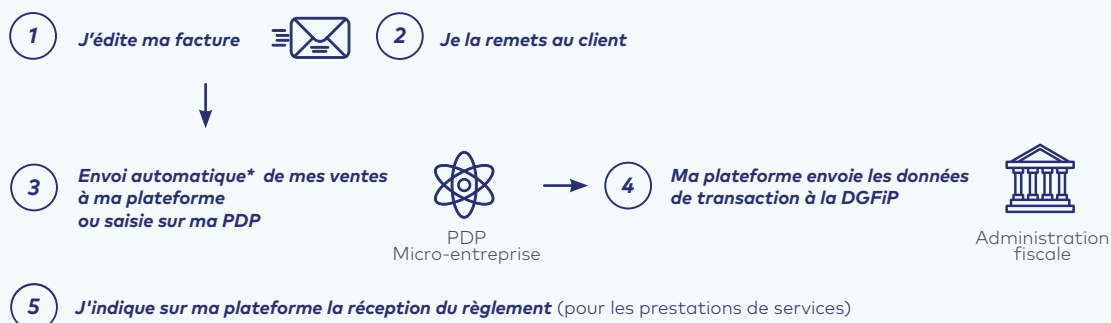 1 J'édite ma facture
2 Je la remets au client
3 Envoi automatique* de mes ventes
à ma plateforme
ou saisie sur ma PDP
PDP
Micro-entreprise
4 Ma plateforme envoie les données
de transaction à la DGFiP
Administration
fiscale
5 J'indique sur ma plateforme la réception du règlement (pour les prestations de services)